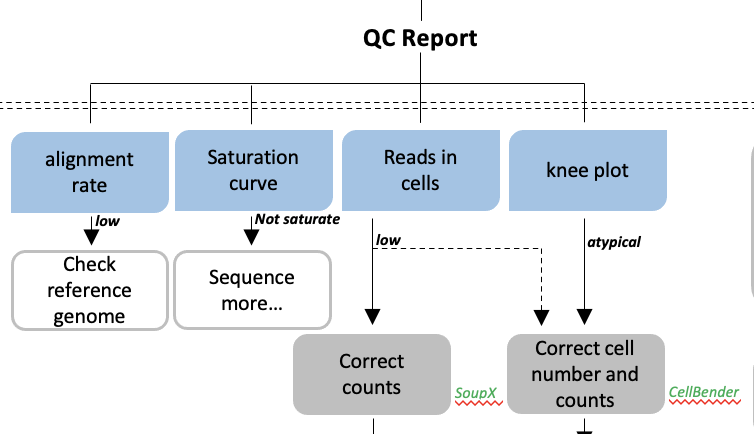 QC Report
alignment
rate
Saturation
curve
Reads in
cells
knee plot
low
Not saturate
low
atypical
Check
reference
genome
Sequence
more...
Correct
counts
SoupX
Correct cell
number and
counts
CellBender